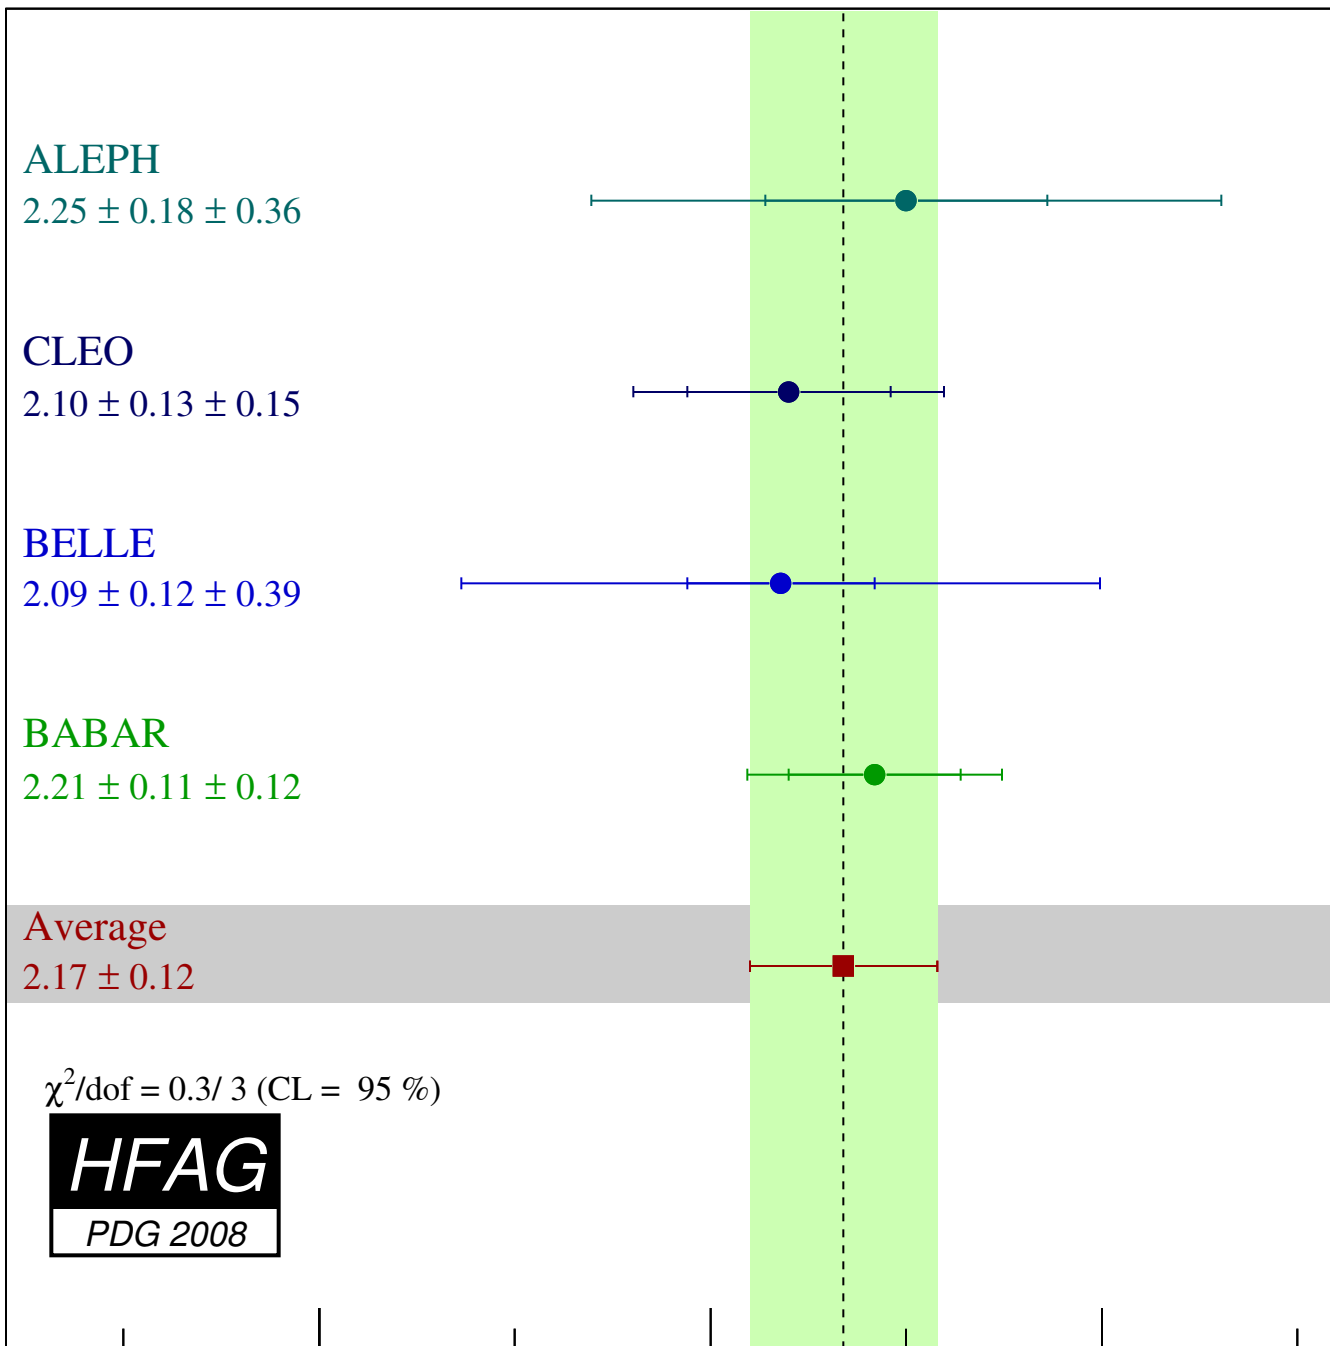 ALEPH
2.25 ± 0.18 ± 0.36
CLEO
2.10 ± 0.13 ± 0.15
BELLE
2.09 ± 0.12 ± 0.39
BABAR
2.21 ± 0.11 ± 0.12
Average
2.17 ± 0.12
χ²/dof = 0.3/ 3 (CL = 95 %)
HFAG
PDG 2008